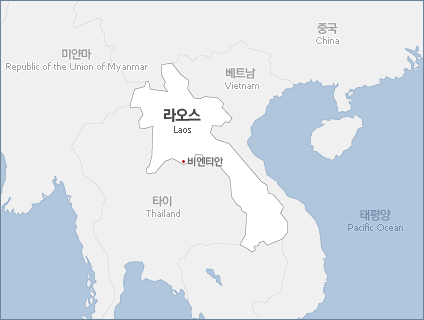 중국
China
미얀마
Republic of the Union of Myanmar
베트남
Vietnam
라오스
Laos
비엔티안
타이
Thailand
태평양
Pacific Ocean